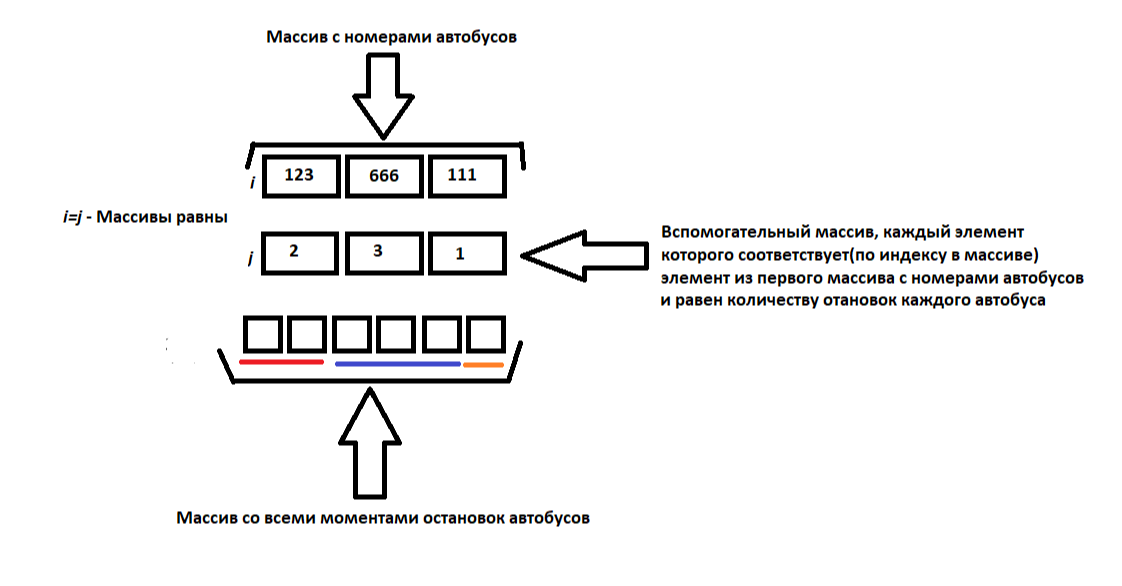 Массив с номерами автобусов
i
123 666 111
i=j - Массивы равны
j
2 3 1
Вспомогательный массив, каждый элемент
которого соответствует(по индексу в массиве)
элемент из первого массива с номерами автобусов
и равен количеству отановок каждого автобуса
Массив со всеми моментами остановок автобусов